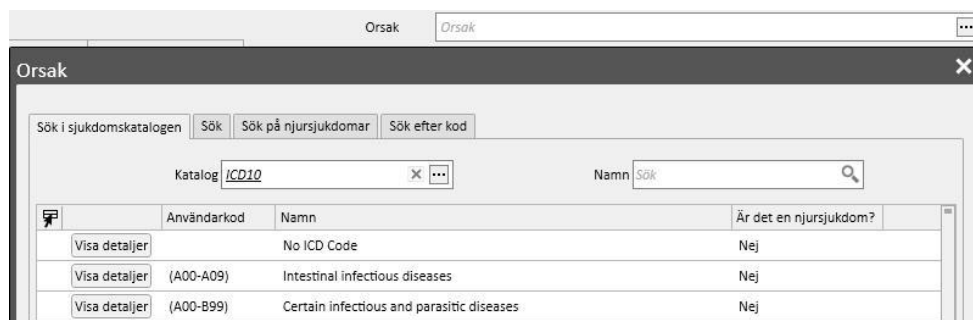 Orsak Orsak ...
Orsak
Sök i sjukdomskatalogen Sök Sök på njursjukdomar Sök efter kod
Katalog ICD10 ... Namn Sök
Användarkod Namn Är det en njursjukdom?
Visa detaljer No ICD Code Nej
Visa detaljer (A00-A09) Intestinal infectious diseases Nej
Visa detaljer (A00-B99) Certain infectious and parasitic diseases Nej